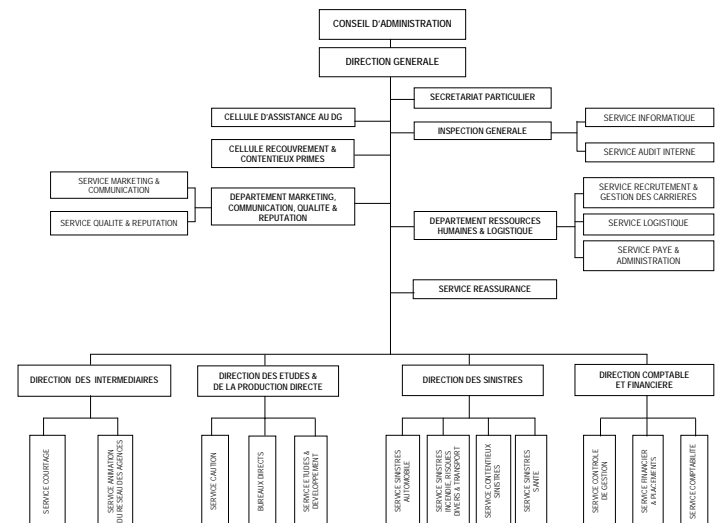 CONSEIL D'ADMINISTRATION
DIRECTION GENERALE
SECRETARIAT PARTICULIER
CELLULE D'ASSISTANCE AU DG
INSPECTION GENERALE
SERVICE INFORMATIQUE
SERVICE AUDIT INTERNE
CELLULE RECOUVREMENT &
CONTENTIEUX PRIMES
SERVICE MARKETING &
COMMUNICATION
SERVICE QUALITE & REPUTATION
DEPARTEMENT MARKETING,
COMMUNICATION, QUALITE &
REPUTATION
DEPARTEMENT RESSOURCES
HUMAINES & LOGISTIQUE
SERVICE RECRUTEMENT &
GESTION DES CARRIERES
SERVICE LOGISTIQUE
SERVICE PAYE &
ADMINISTRATION
SERVICE REASSURANCE
DIRECTION DES INTERMEDIAIRES
DIRECTION DES ETUDES &
DE LA PRODUCTION DIRECTE
DIRECTION DES SINISTRES
DIRECTION COMPTABLE
ET FINANCIERE
SERVICE COURTAGE
SERVICE ANIMATION
DU RESEAU DES AGENCES
SERVICE CAUTION
BUREAUX DIRECTS
SERVICE ETUDES &
DEVELOPPEMENT
SERVICE SINISTRES
AUTOMOBILE
SERVICE SINISTRES
INCENDIE, RISQUES
DIVERS & TRANSPORT
SERVICE CONTENTIEUX
SINISTRES
SERVICE SINISTRES
SANTE
SERVICE CONTROLE
DE GESTION
SERVICE FINANCIER
& PLACEMENTS
SERVICE COMPTABILITE